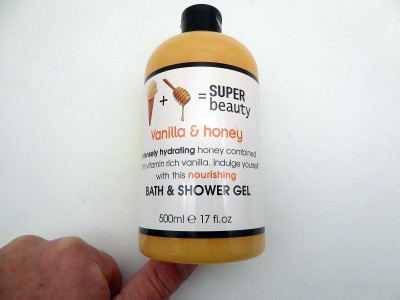 + = SUPER
beauty
Vanilla & honey
hydrating honey combined
vitamin rich vanilla. Indulge
with this nourishing
BATH & SHOWER GEL
500ml ℮ 17 fl.oz